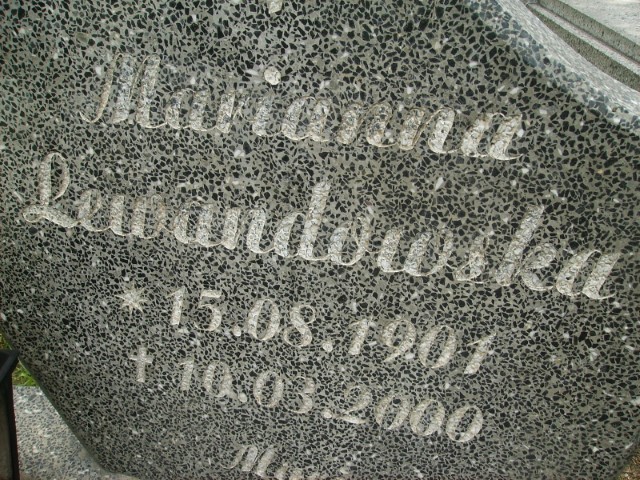 Marianna
Lewandowska
* 15.08.1901
† 10.03.2000